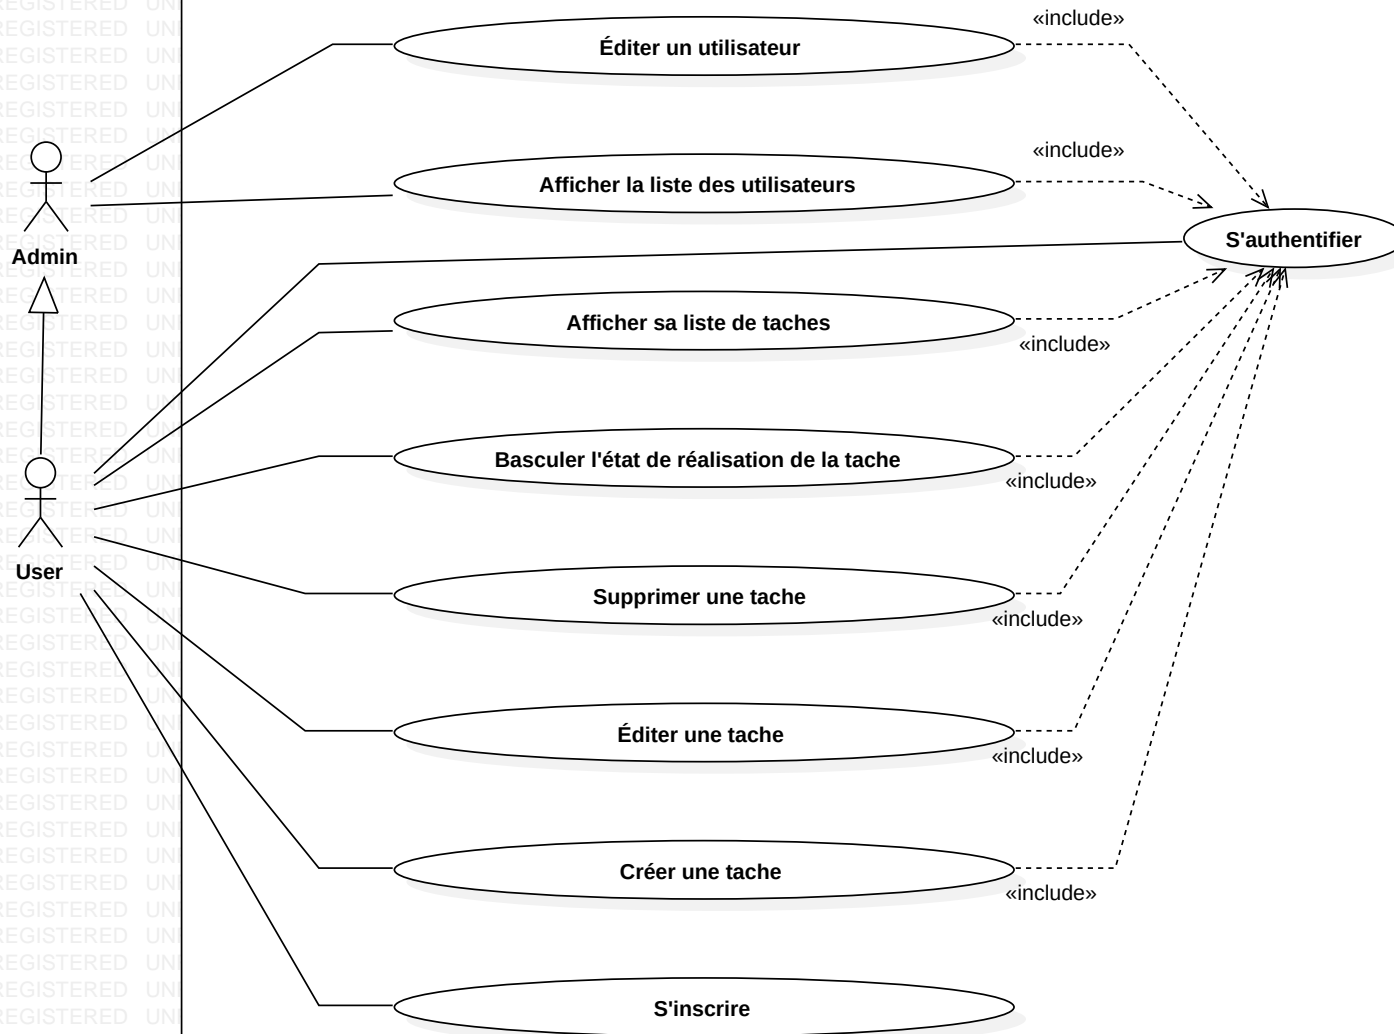 «include»
Éditer un utilisateur
«include»
Afficher la liste des utilisateurs
Admin
S'authentifier
Afficher sa liste de taches
«include»
Basculer l'état de réalisation de la tache
«include»
User
Supprimer une tache
«include»
Éditer une tache
«include»
Créer une tache
«include»
S'inscrire